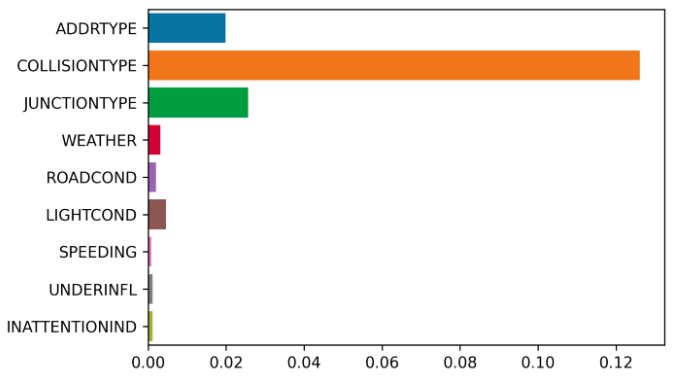 ADDRTYPE
COLLISIONTYPE
JUNCTIONTYPE
WEATHER
ROADCOND
LIGHTCOND
SPEEDING
UNDERINFL
INATTENTIONIND
0.00 0.02 0.04 0.06 0.08 0.10 0.12